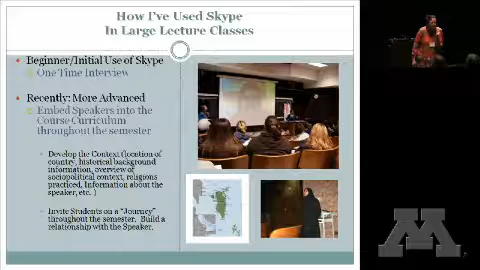 How I've Used Skype
In Large Lecture Classes
Beginner/Initial Use of Skype
One Time Interview
Recently: More Advanced
Embed Speakers into the
Course Curriculum
throughout the semester
Develop the Context (location of
country, historical background
information, overview of
sociopolitical context, religions
practiced, Information about the
speaker, etc. )
Invite Students on a "Journey"
throughout the semester. Build a
relationship with the Speaker.
M